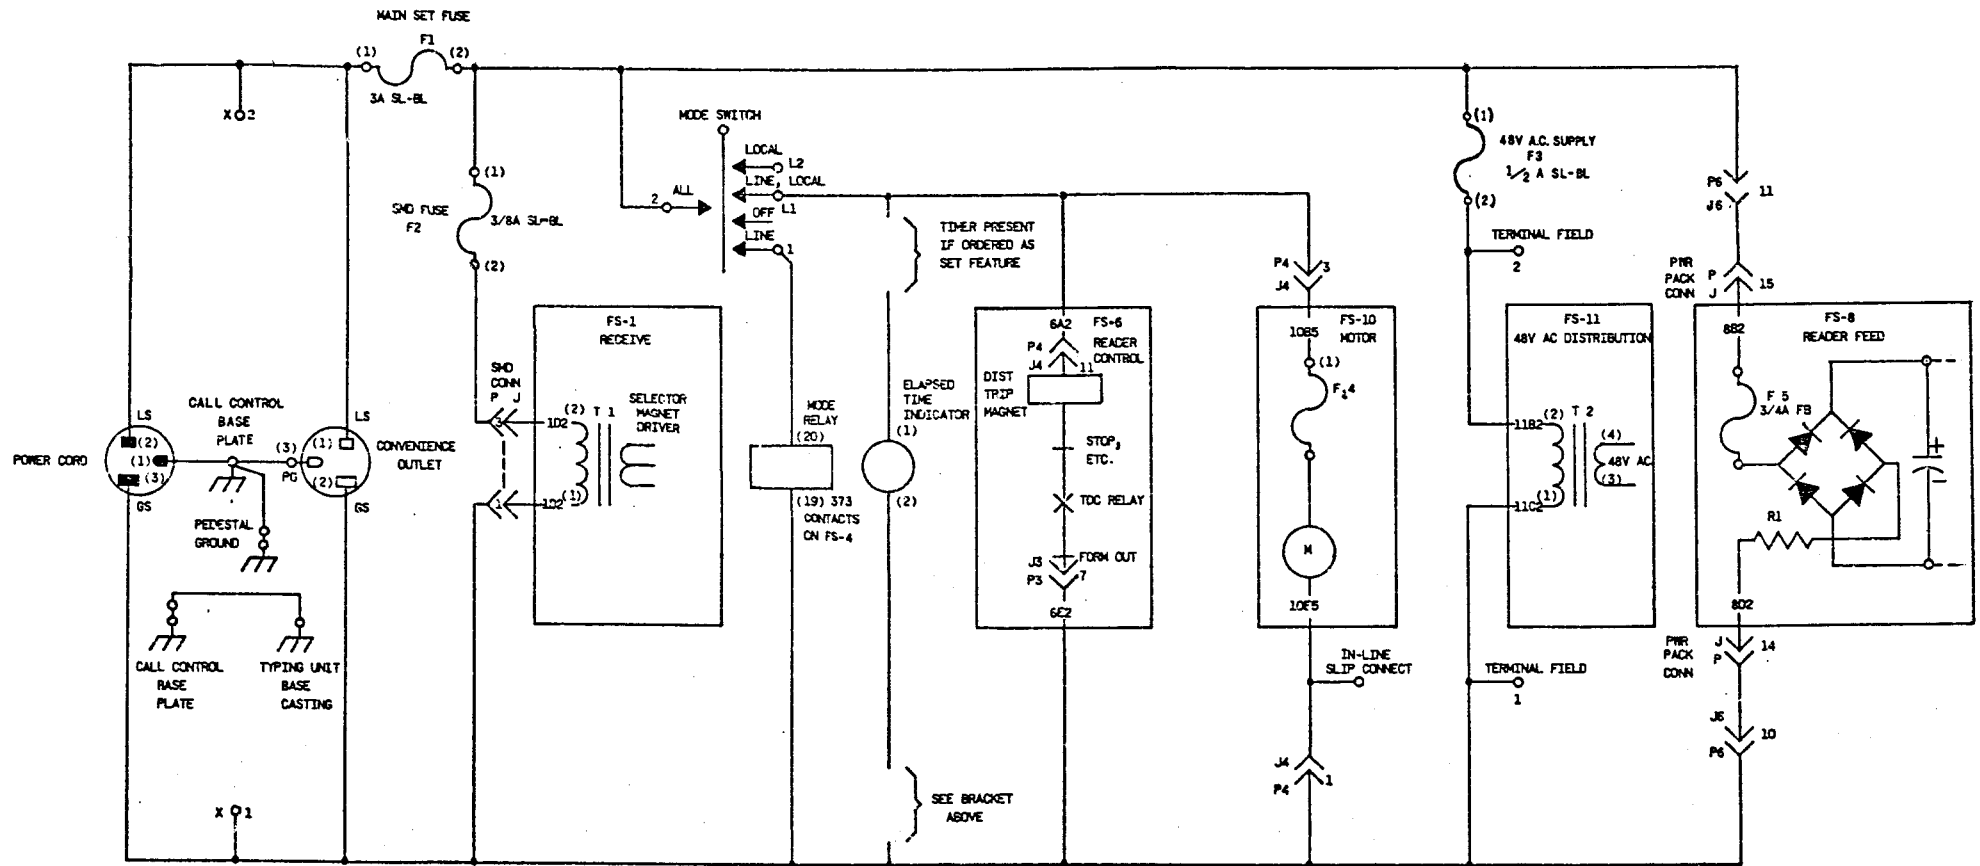 MAIN SET FUSE
(1)
F1
(2)
3A SL-BL
X
2
MODE SWITCH
LOCAL
L2
LINE, LOCAL
L1
2
ALL
OFF
LINE
1
(1)
SMD FUSE
F2
3/8A SL-BL
(2)
TIMER PRESENT
IF ORDERED AS
SET FEATURE
(1)
48V A.C. SUPPLY
F3
1/2 A SL-BL
(2)
P6
J6
11
P4
J4
3
TERMINAL FIELD
2
PWR
PACK
CONN
P
J
15
FS-1
RECEIVE
SMD
CONN
P J
3
1D2
(2)
T 1
SELECTOR
MAGNET
DRIVER
1
1D2
(1)
MODE
RELAY
(20)
(19) 373
CONTACTS
ON FS-4
ELAPSED
TIME
INDICATOR
(1)
(2)
6A2
FS-6
READER
CONTROL
P4
J4
11
DIST
TRIP
MAGNET
STOP,
ETC.
TDC RELAY
FORM OUT
J3
P3
7
6E2
10B5
FS-10
MOTOR
(1)
F 4
M
10E5
FS-11
48V AC DISTRIBUTION
11B2
(2)
T 2
(4)
48V AC
(3)
(1)
11C2
8B2
FS-8
READER FEED
F 5
3/4A FB
+
-
R1
8D2
CALL CONTROL
BASE
PLATE
LS
(2)
POWER CORD
(1)
(3)
GS
(3)
PG
LS
(1)
CONVENIENCE
OUTLET
(2)
GS
PEDESTAL
GROUND
CALL CONTROL
BASE
PLATE
TYPING UNIT
BASE
CASTING
IN-LINE
SLIP CONNECT
TERMINAL FIELD
1
PWR
PACK
CONN
J
P
14
J6
P6
10
J4
P4
1
X
1
SEE BRACKET
ABOVE